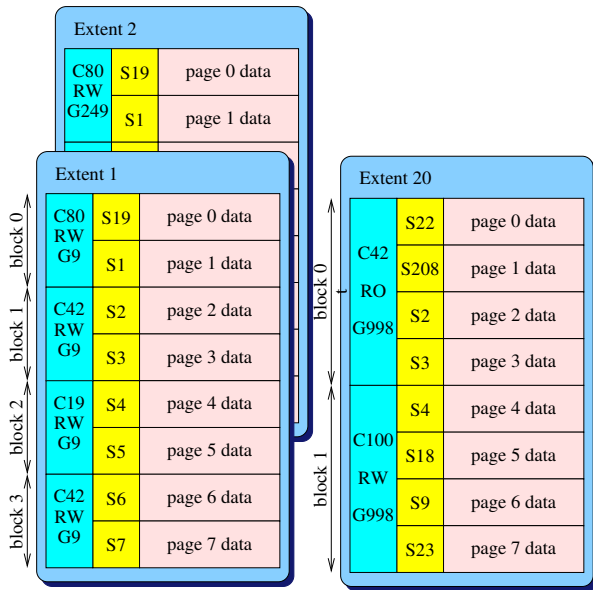 Extent 2
C80
RW
G249
S19
page 0 data
S1
page 1 data
Extent 1
block 0
C80
RW
G9
S19
page 0 data
S1
page 1 data
block 1
C42
RW
G9
S2
page 2 data
S3
page 3 data
block 2
C19
RW
G9
S4
page 4 data
S5
page 5 data
block 3
C42
RW
G9
S6
page 6 data
S7
page 7 data
Extent 20
block 0
t
C42
RO
G998
S22
page 0 data
S208
page 1 data
S2
page 2 data
S3
page 3 data
block 1
C100
RW
G998
S4
page 4 data
S18
page 5 data
S9
page 6 data
S23
page 7 data